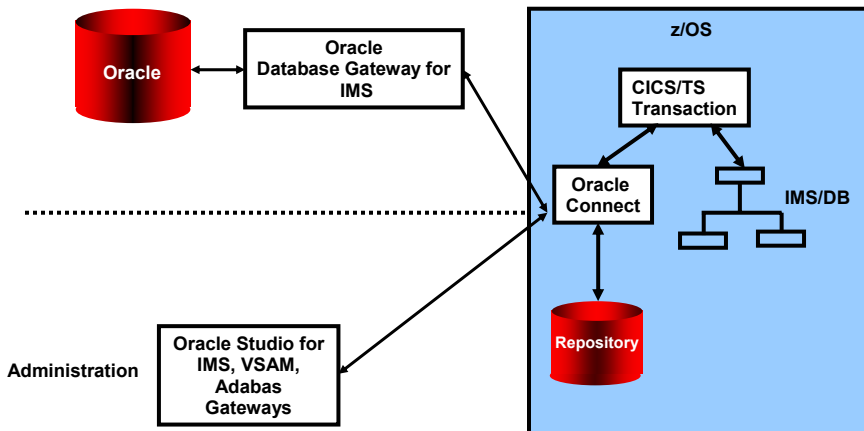 Oracle
Oracle
Database Gateway for
IMS
z/OS
CICS/TS
Transaction
Oracle
Connect
IMS/DB
Repository
Administration
Oracle Studio for
IMS, VSAM,
Adabas
Gateways